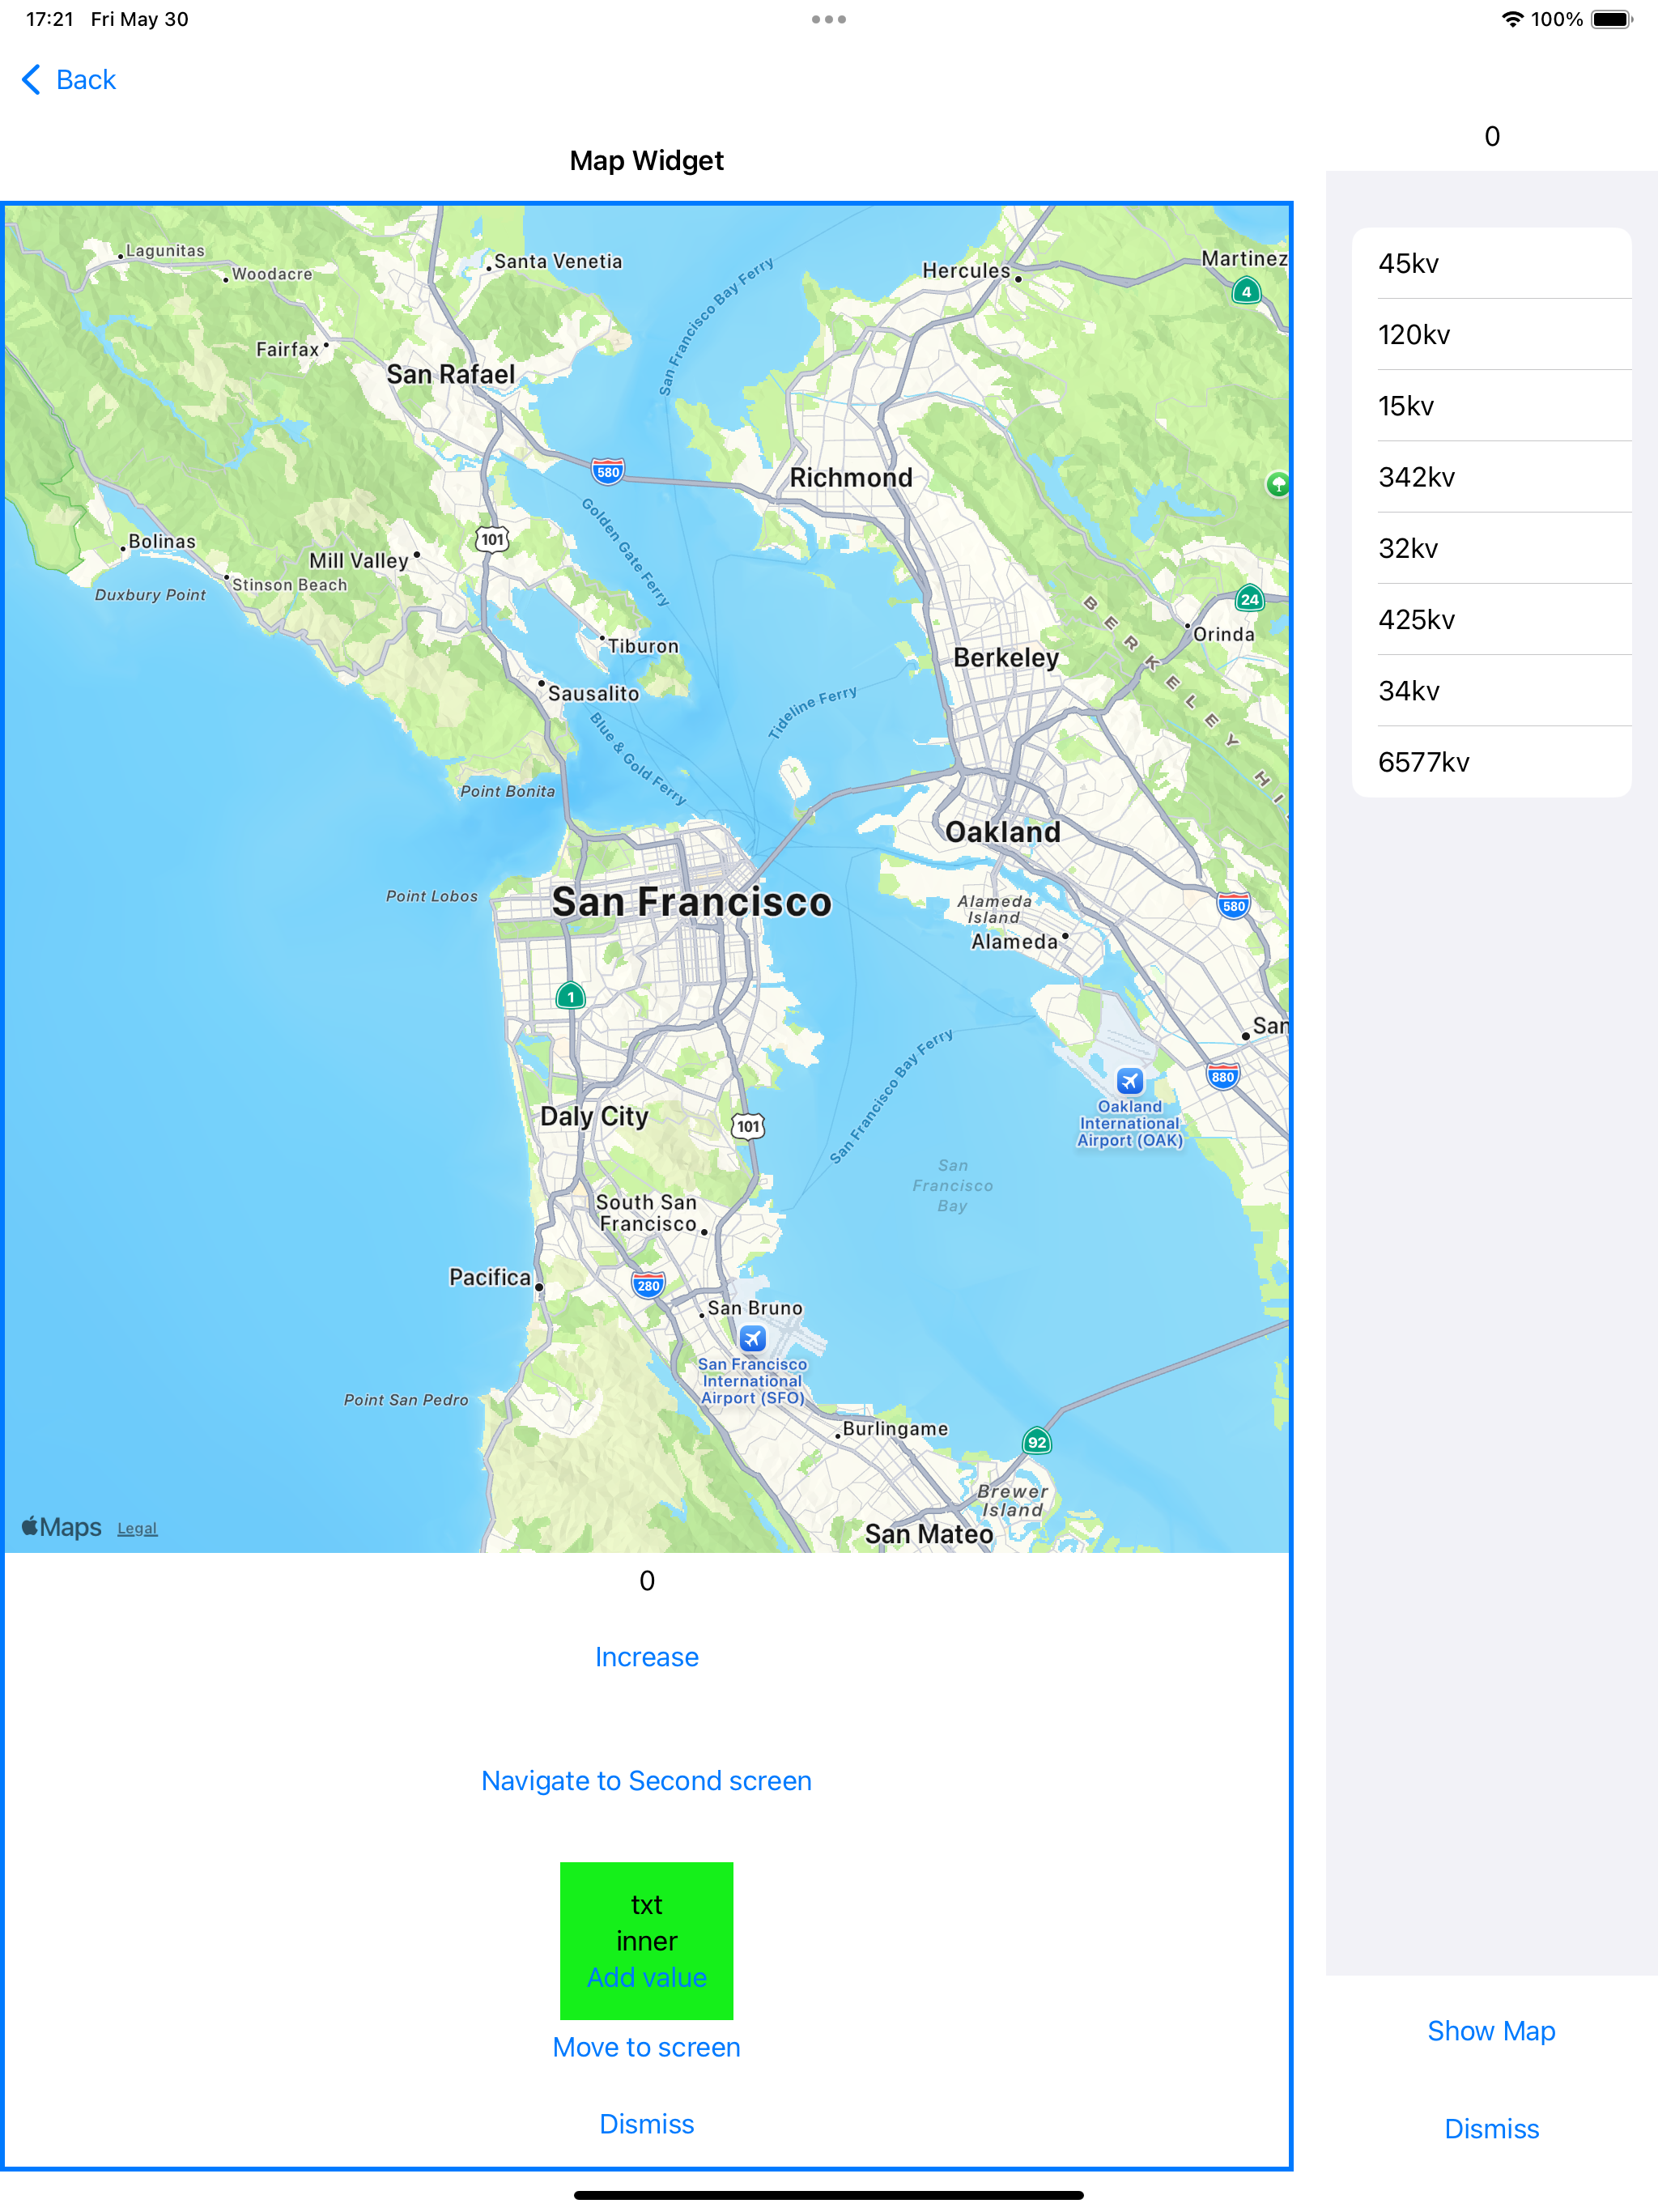 17:21 Fri May 30
100%
Back
Map Widget
Lagunitas
Woodacre
Santa Venetia
San Francisco Bay Ferry
Hercules
Martinez
4
Fairfax
San Rafael
580
Richmond
Golden Gate Ferry
101
Bolinas
Mill Valley
Stinson Beach
Duxbury Point
24
Orinda
BERKELEY HI
Tiburon
Berkeley
Sausalito
Tideline Ferry
Blue & Gold Ferry
Point Bonita
Oakland
Point Lobos
San Francisco
Alameda
Island
Alameda
580
1
San
San Francisco Bay Ferry
880
Oakland
International
Airport (OAK)
Daly City
101
San
Francisco
Bay
South San
Francisco
Pacifica
280
San Bruno
San Francisco
International
Airport (SFO)
Point San Pedro
Burlingame
92
Brewer
Island
San Mateo
Maps Legal
0
Increase
Navigate to Second screen
txt
inner
Add value
Move to screen
Dismiss
0
45kv
120kv
15kv
342kv
32kv
425kv
34kv
6577kv
Show Map
Dismiss